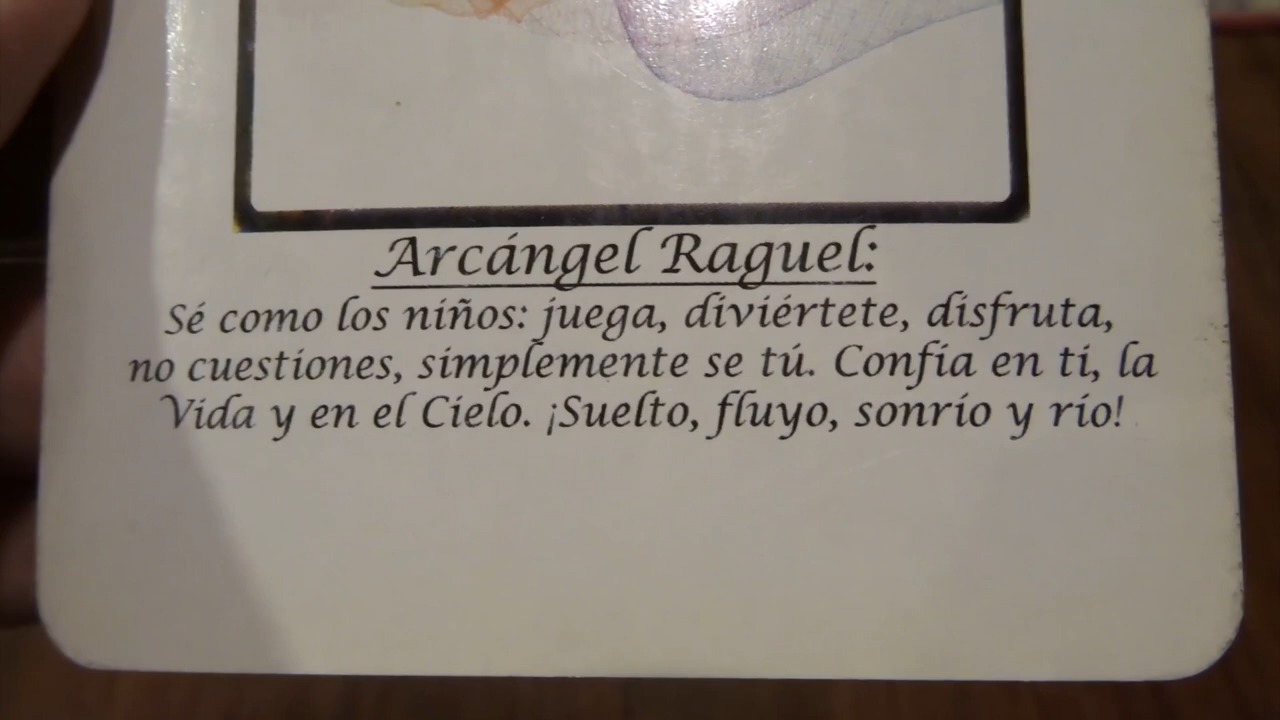 Arcángel Raguel:
Sé como los niños: juega, diviértete, disfruta,
no cuestiones, simplemente se tú. Confía en ti, la
Vida y en el Cielo. ¡Suelto, fluyo, sonrío y río!